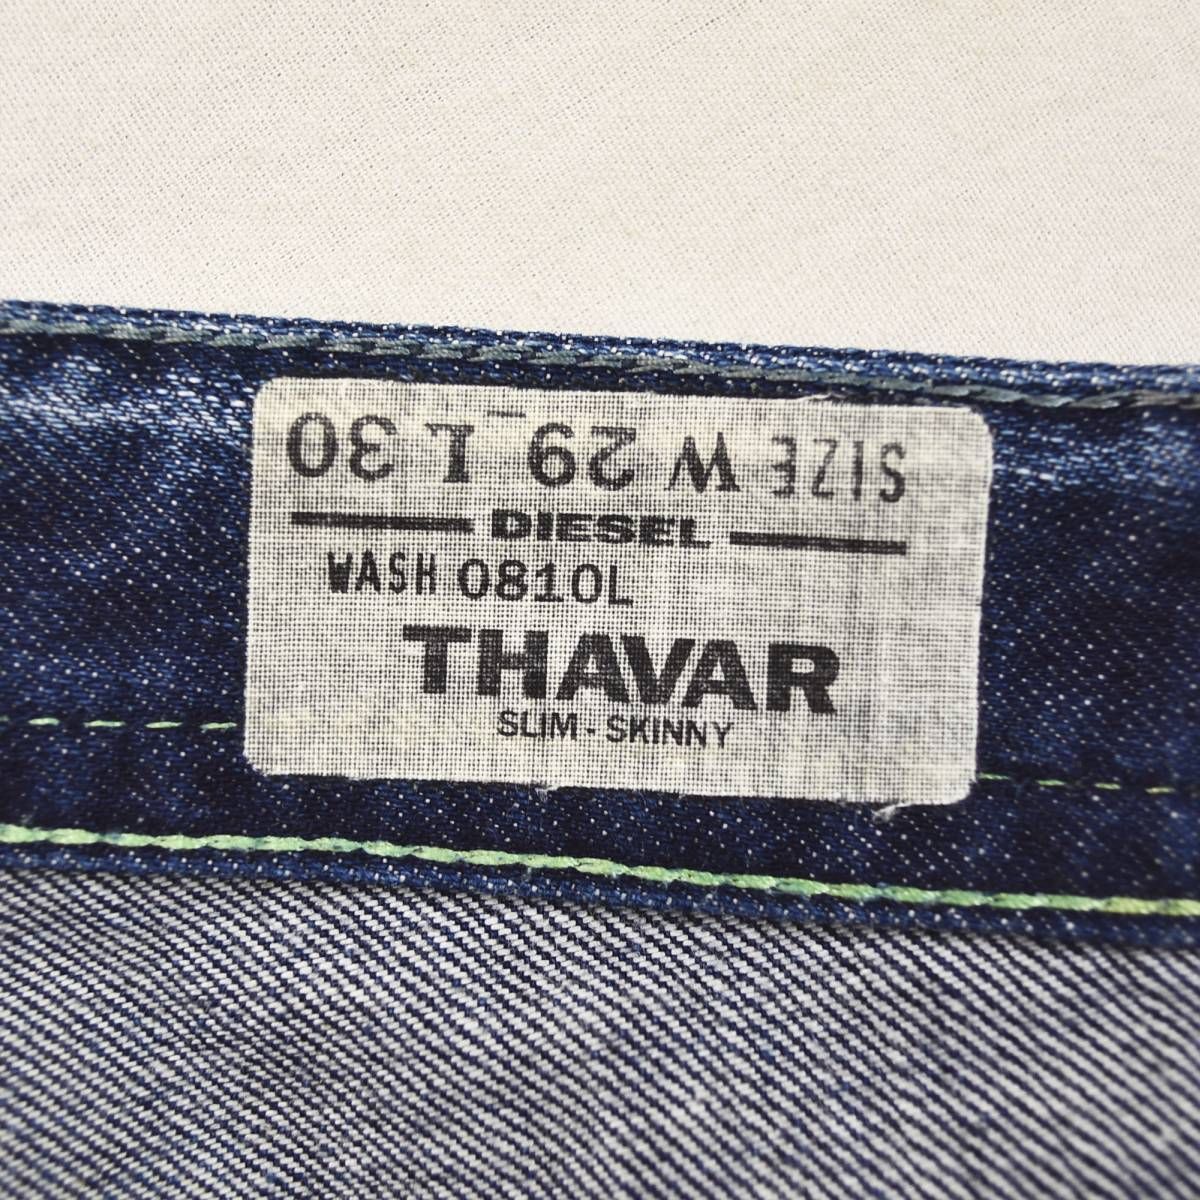 SIZE W 29 L 30
DIESEL
WASH 0810L
THAVAR
SLIM - SKINNY